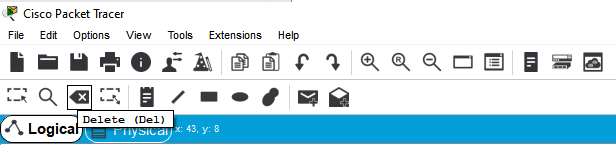 Cisco Packet Tracer
File Edit Options View Tools Extensions Help
R
Delete (Del)
Logical Physical x: 43, y: 8